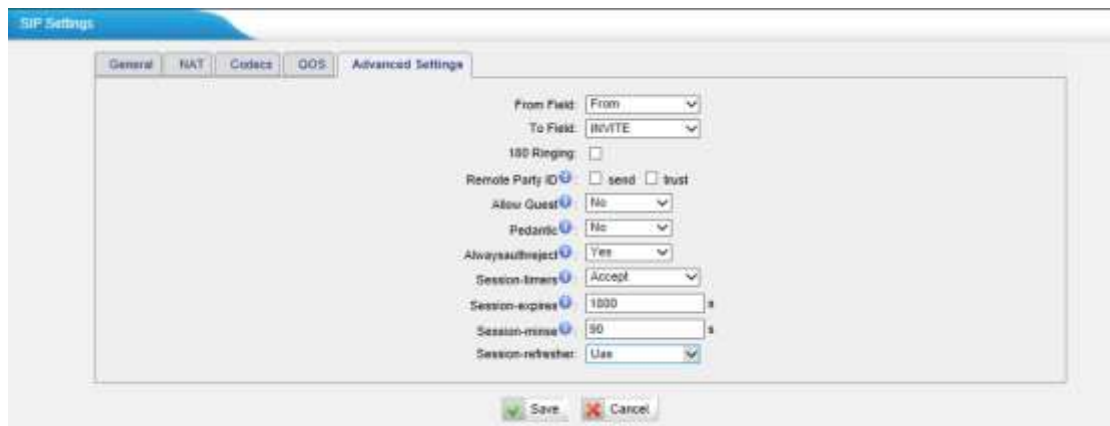 SIP Settings
General NAT Codecs QOS Advanced Settings
From Field: From
To Field: INVITE
180 Ringing:
Remote Party ID : send trust
Allow Guest : No
Pedantic : No
Alwaysauthreject : Yes
Session-timers : Accept
Session-expires : 1800 s
Session-minse : 90 s
Session-refresher: Uas
Save Cancel